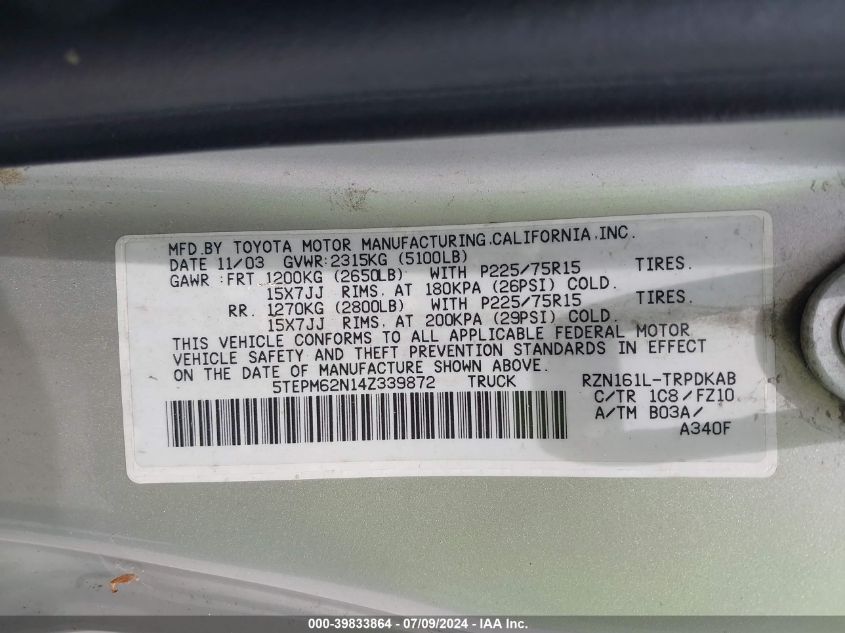 MFD.BY TOYOTA MOTOR MANUFACTURING.CALIFORNIA.INC.
DATE 11/03 GVWR:2315KG (5100LB)
GAWR :FRT 1200KG (2650LB) WITH P225/75R15 TIRES.
15X7JJ RIMS. AT 180KPA (26PSI) COLD.
RR. 1270KG (2800LB) WITH P225/75R15 TIRES.
15X7JJ RIMS. AT 200KPA (29PSI) COLD.
THIS VEHICLE CONFORMS TO ALL APPLICABLE FEDERAL MOTOR
VEHICLE SAFETY AND THEFT PREVENTION STANDARDS IN EFFECT
ON THE DATE OF MANUFACTURE SHOWN ABOVE.
5TEPM62N14Z339872 TRUCK RZN161L-TRPDKAB
C/TR 1C8/FZ10
A/TM B03A/
A340F
000-39833864 - 07/09/2024 - IAA Inc.